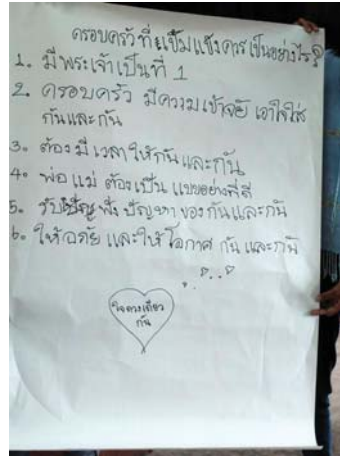 ครอบครัวที่เข้มแข็งควรเป็นอย่างไร?
1. มีพระเจ้าเป็นที่ 1
2. ครอบครัว มีความเข้าใจ เอาใจใส่
กันและกัน
3. ต้องมีเวลาให้กันและกัน
4. พ่อแม่ ต้องเป็น แบบอย่างที่ดี
5. รับฟัง ปัญหา ของกันและกัน
6. ให้อภัย และให้โอกาส กัน และกัน
ใจดวงเดียว
กัน